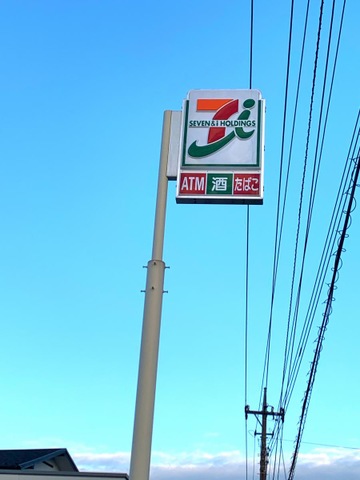 SEVEN & i HOLDINGS
ATM 酒 たばこ